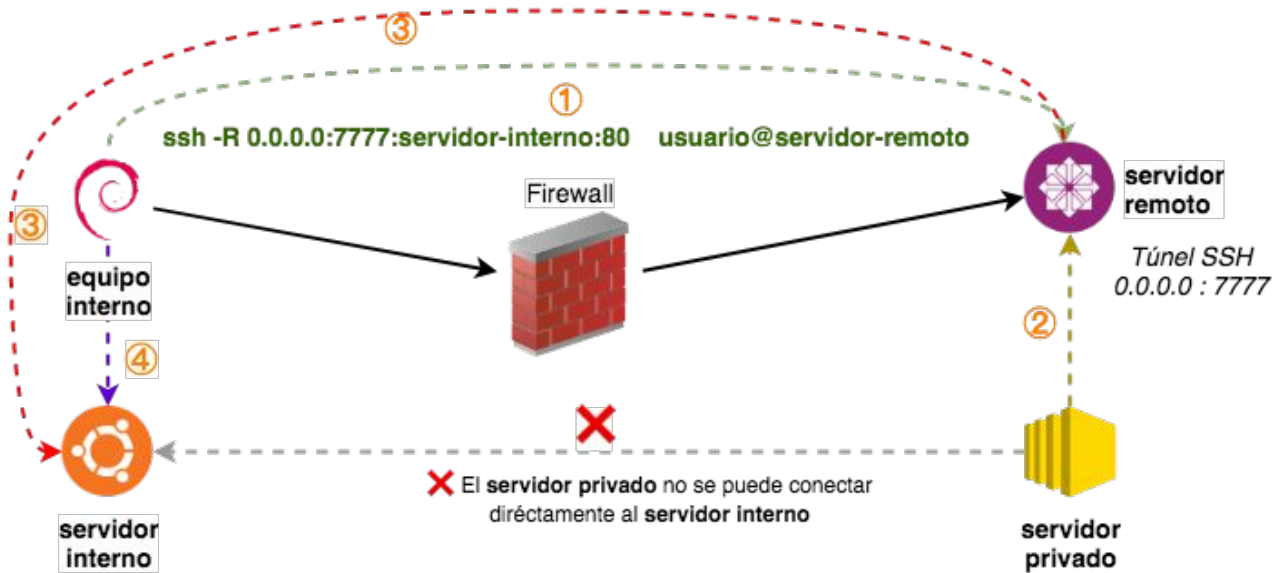 ③
①
ssh -R 0.0.0.0:7777:servidor-interno:80 usuario@servidor-remoto
Firewall
servidor
remoto
③
Túnel SSH
0.0.0.0 : 7777
equipo
interno
②
④
El servidor privado no se puede conectar
diréctamente al servidor interno
servidor
interno
servidor
privado